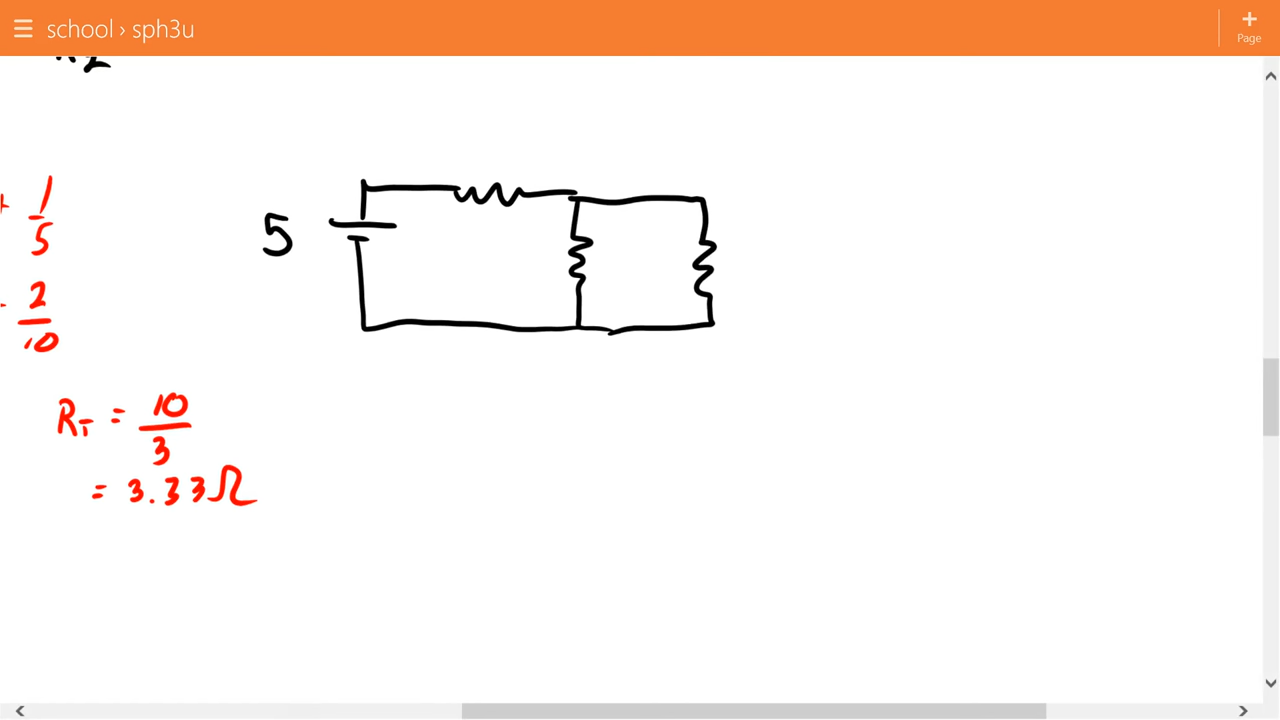 school › sph3u
Page
+ 1/5
2/10
5
R_T = 10/3
= 3.33Ω